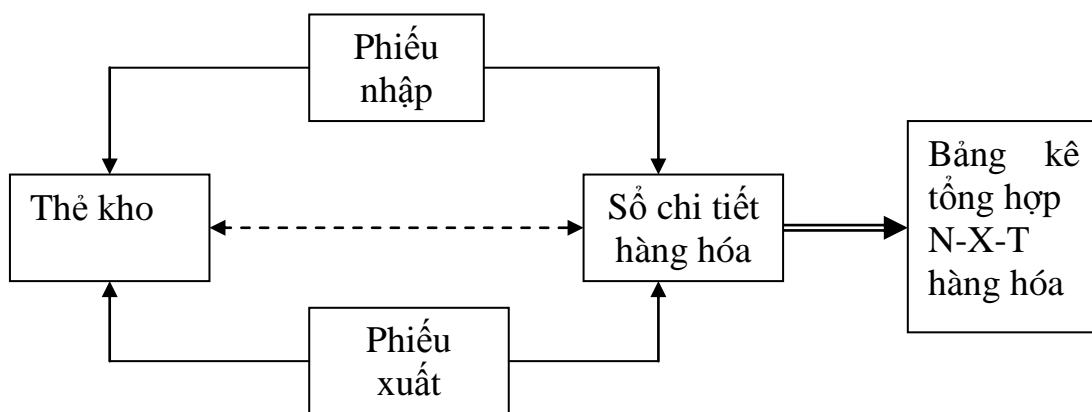 Phiếu
nhập
Thẻ kho
Sổ chi tiết
hàng hóa
Bảng kê
tổng hợp
N-X-T
hàng hóa
Phiếu
xuất